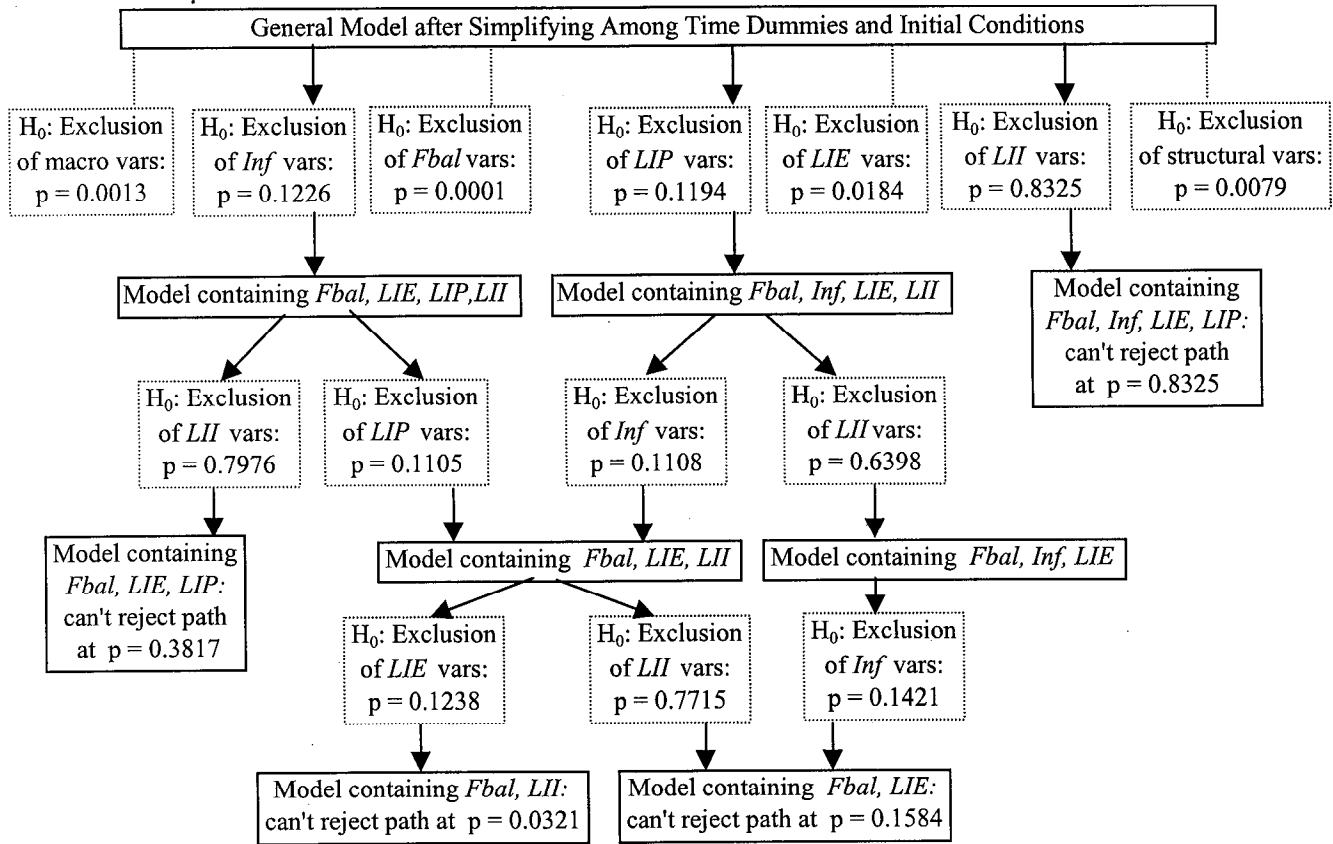 General Model after Simplifying Among Time Dummies and Initial Conditions
H₀: Exclusion
of macro vars:
p = 0.0013
H₀: Exclusion
of Inf vars:
p = 0.1226
H₀: Exclusion
of Fbal vars:
p = 0.0001
H₀: Exclusion
of LIP vars:
p = 0.1194
H₀: Exclusion
of LIE vars:
p = 0.0184
H₀: Exclusion
of LII vars:
p = 0.8325
H₀: Exclusion
of structural vars:
p = 0.0079
Model containing Fbal, LIE, LIP,LII
Model containing Fbal, Inf, LIE, LII
Model containing
Fbal, Inf, LIE, LIP:
can't reject path
at p = 0.8325
H₀: Exclusion
of LII vars:
p = 0.7976
H₀: Exclusion
of LIP vars:
p = 0.1105
H₀: Exclusion
of Inf vars:
p = 0.1108
H₀: Exclusion
of LII vars:
p = 0.6398
Model containing
Fbal, LIE, LIP:
can't reject path
at p = 0.3817
Model containing Fbal, LIE, LII
Model containing Fbal, Inf, LIE
H₀: Exclusion
of LIE vars:
p = 0.1238
H₀: Exclusion
of LII vars:
p = 0.7715
H₀: Exclusion
of Inf vars:
p = 0.1421
Model containing Fbal, LII:
can't reject path at p = 0.0321
Model containing Fbal, LIE:
can't reject path at p = 0.1584